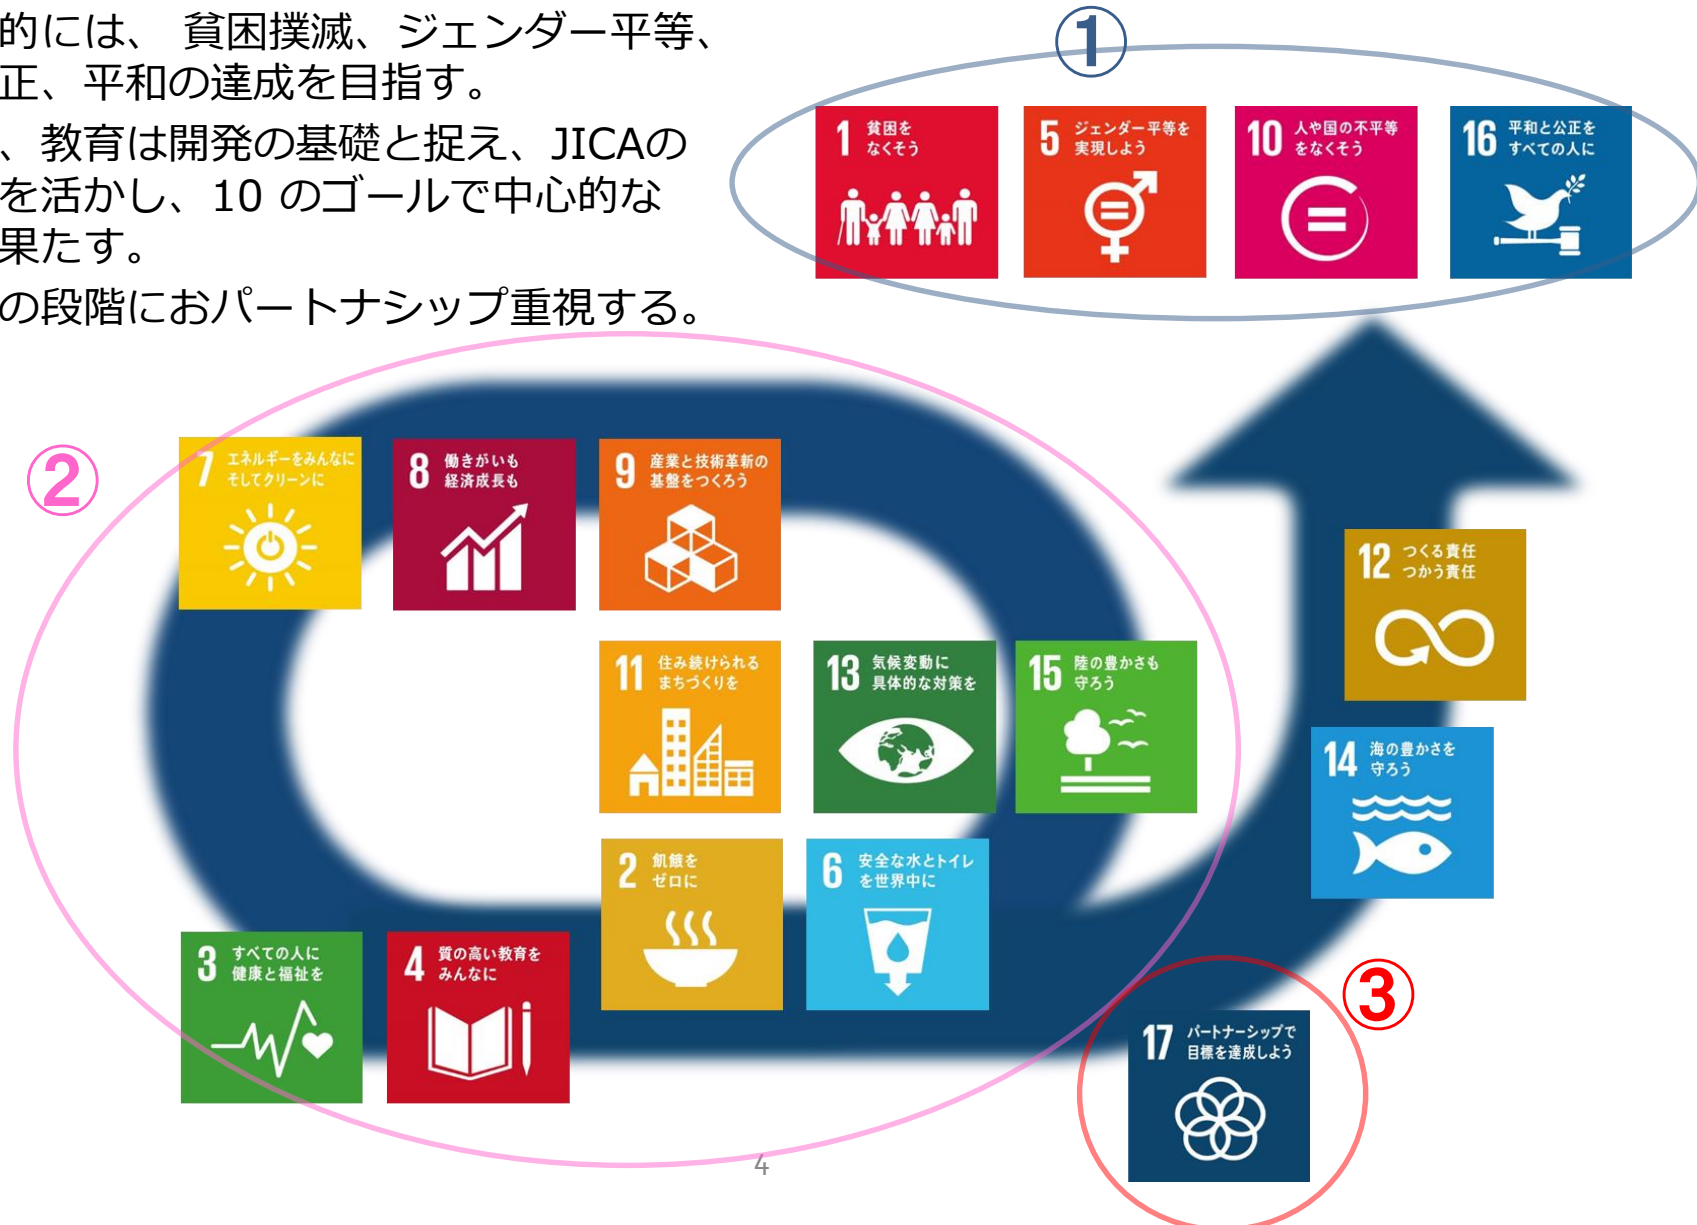 的には、 貧困撲滅、ジェンダー平等、
正、平和の達成を目指す。
、教育は開発の基礎と捉え、JICAの
を活かし、10 のゴールで中心的な
果たす。
の段階におパートナシップ重視する。
①
1 貧困を
なくそう
5 ジェンダー平等を
実現しよう
10 人や国の不平等
をなくそう
16 平和と公正を
すべての人に
②
7 エネルギーをみんなに
そしてクリーンに
8 働きがいも
経済成長も
9 産業と技術革新の
基盤をつくろう
12 つくる責任
つかう責任
11 住み続けられる
まちづくりを
13 気候変動に
具体的な対策を
15 陸の豊かさも
守ろう
14 海の豊かさを
守ろう
2 飢餓を
ゼロに
6 安全な水とトイレ
を世界中に
3 すべての人に
健康と福祉を
4 質の高い教育を
みんなに
③
17 パートナーシップで
目標を達成しよう
4